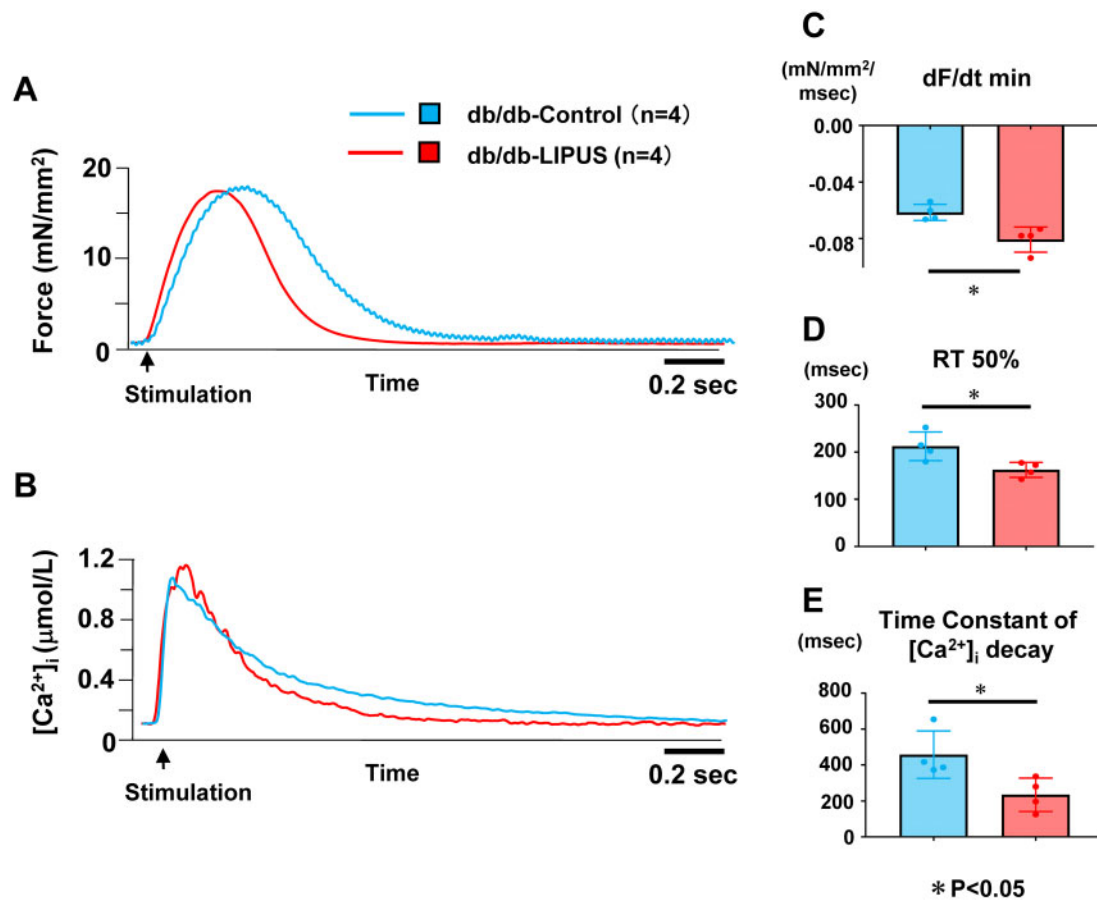 A
db/db-Control (n=4)
db/db-LIPUS (n=4)
Force (mN/mm²)
20
10
0
Stimulation
Time
0.2 sec
B
[Ca²⁺]ᵢ (μmol/L)
1.2
0.8
0.4
0
Stimulation
Time
0.2 sec
C
(mN/mm²/
msec)
dF/dt min
0.00
-0.04
-0.08
*
D
(msec)
RT 50%
300
200
100
0
*
E
(msec)
Time Constant of
[Ca²⁺]ᵢ decay
800
600
400
200
0
*
* P<0.05